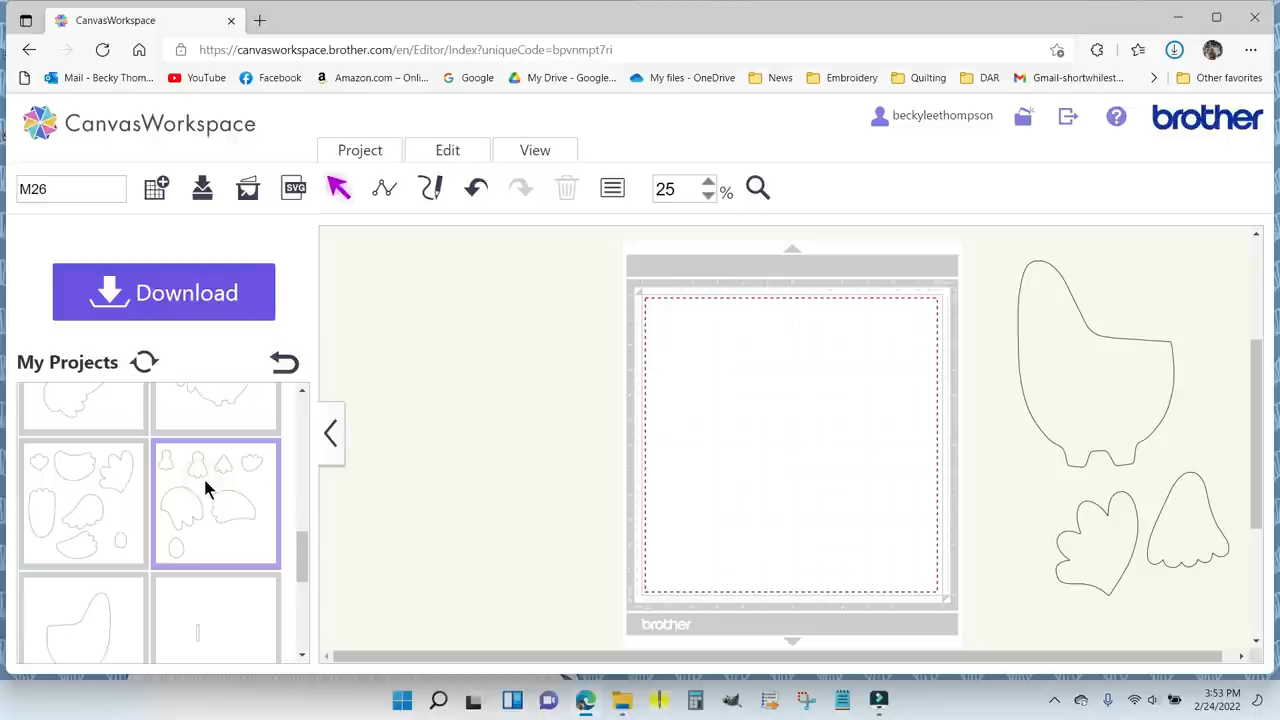 CanvasWorkspace
https://canvasworkspace.brother.com/en/Editor/Index?uniqueCode=bpvnmpt7ri
Mail - Becky Thom...
YouTube
Facebook
Amazon.com – Onli...
My Drive - Google...
Google
My files - OneDrive
News
Embroide
Quilting
DAR
Gmail-shortwhilest...
Other favorites
CanvasWorkspace
beckyleethompson
brother
Project
Edit
View
M26
SVG
25
%
Download
My Projects
brother
3:53 PM
2/24/2022